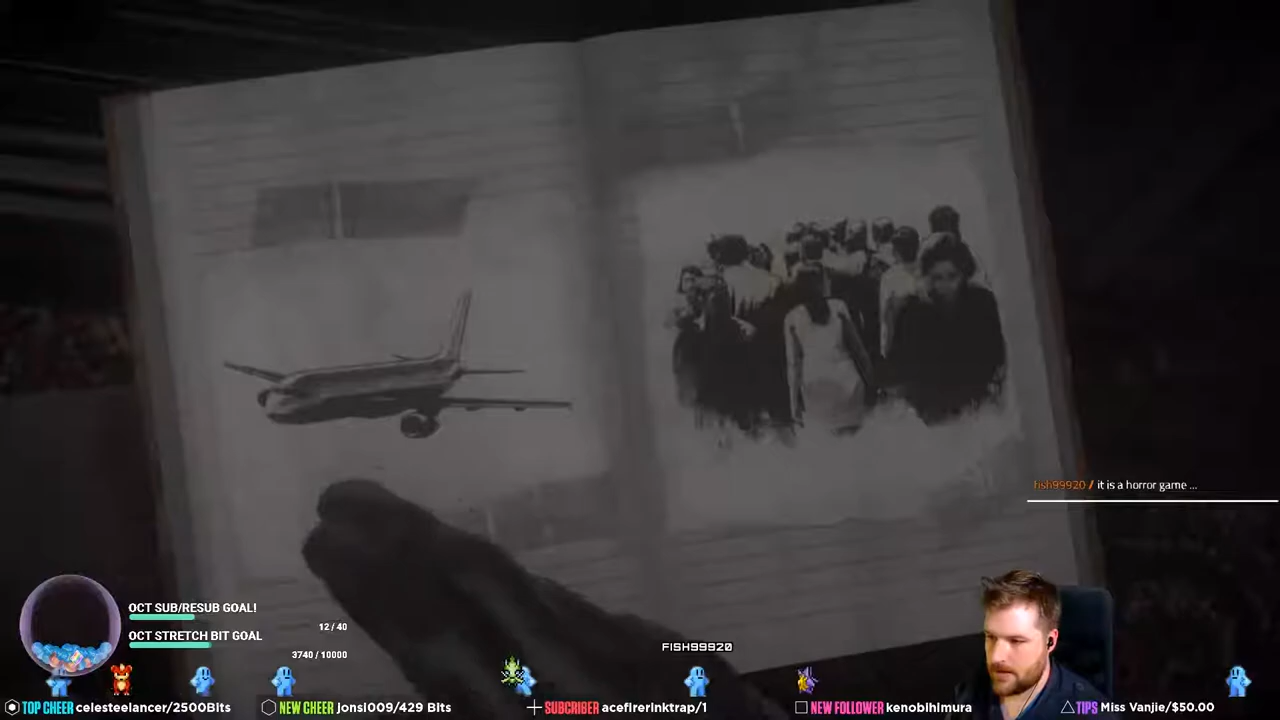 fish99920 / it is a horror game ...
OCT SUB/RESUB GOAL!
12 / 40
OCT STRETCH BIT GOAL
3740 / 10000
FISH99920
TOP CHEER celesteelancer/2500Bits
NEW CHEER Jonsl009/429 Bits
SUBSCRIBER acefirerinktrap/1
NEW FOLLOWER kenobihimura
TIPS Miss Vanjie/$50.00